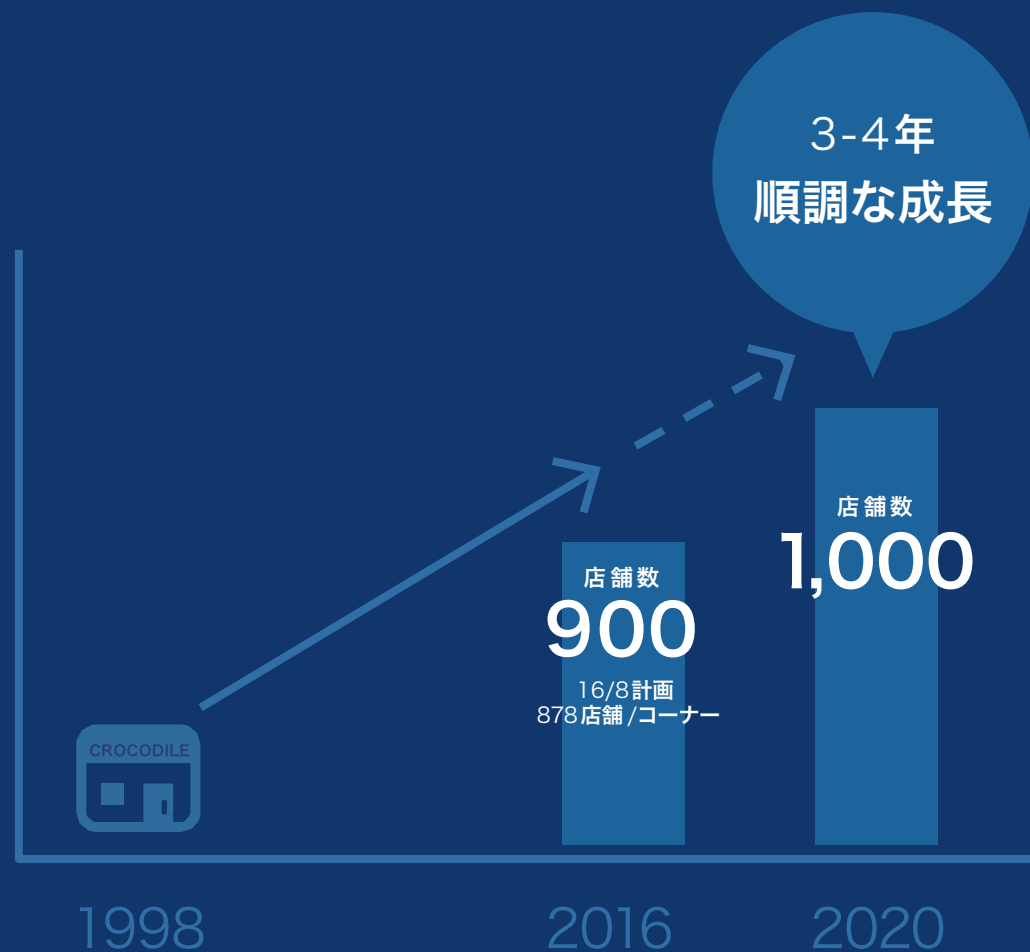 3-4年
順調な成長
店舗数
1,000
店舗数
900
16/8計画
878店舗/コーナー
CROCODILE
1998
2016
2020